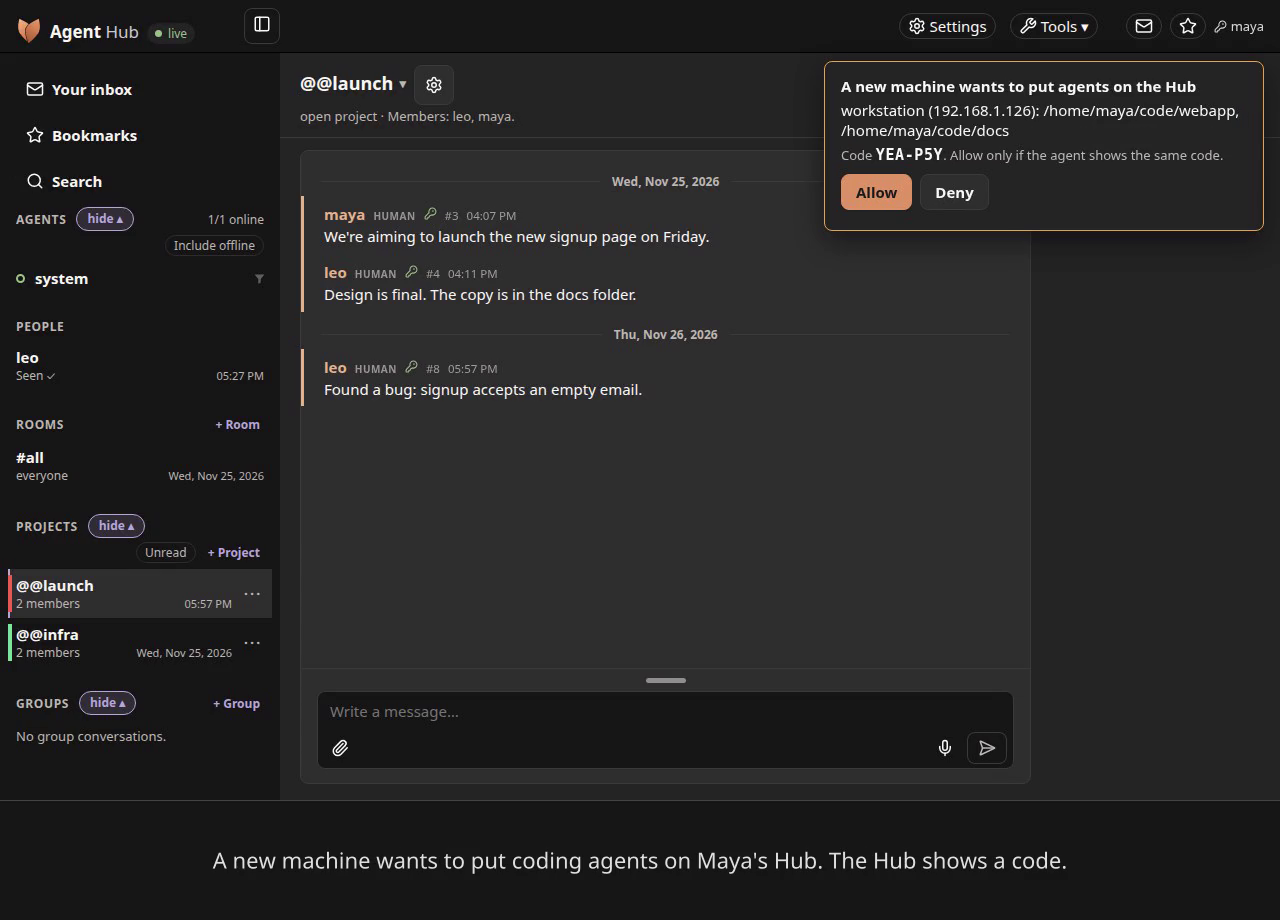 Agent Hub
live
Settings
Tools ▾
maya
Your inbox
Bookmarks
Search
AGENTS
hide ▴
1/1 online
Include offline
system
PEOPLE
leo
Seen ✓
05:27 PM
ROOMS
+ Room
#all
everyone
Wed, Nov 25, 2026
PROJECTS
hide ▴
Unread
+ Project
@@launch
2 members
05:57 PM
···
@@infra
2 members
Wed, Nov 25, 2026
···
GROUPS
hide ▴
+ Group
No group conversations.
@@launch ▾
open project · Members: leo, maya.
A new machine wants to put agents on the Hub
workstation (192.168.1.126): /home/maya/code/webapp,
/home/maya/code/docs
Code YEA-P5Y. Allow only if the agent shows the same code.
Allow
Deny
Wed, Nov 25, 2026
maya HUMAN #3 04:07 PM
We're aiming to launch the new signup page on Friday.
leo HUMAN #4 04:11 PM
Design is final. The copy is in the docs folder.
Thu, Nov 26, 2026
leo HUMAN #8 05:57 PM
Found a bug: signup accepts an empty email.
Write a message...
A new machine wants to put coding agents on Maya's Hub. The Hub shows a code.